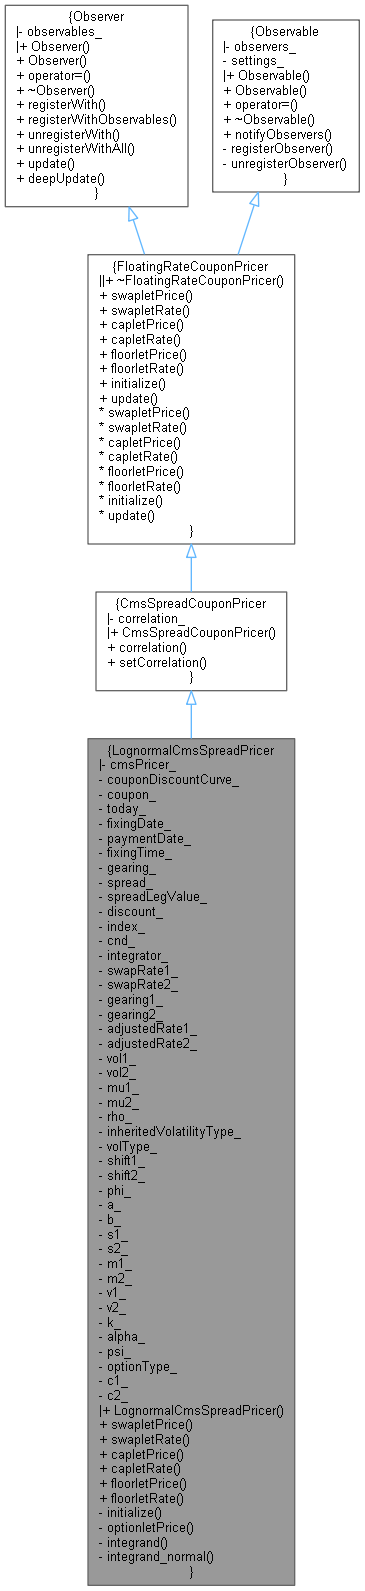 {Observer
|- observables_
|+ Observer()
+ Observer()
+ operator=()
+ ~Observer()
+ registerWith()
+ registerWithObservables()
+ unregisterWith()
+ unregisterWithAll()
+ update()
+ deepUpdate()
}
{Observable
|- observers_
- settings_
|+ Observable()
+ Observable()
+ operator=()
+ ~Observable()
+ notifyObservers()
- registerObserver()
- unregisterObserver()
}
{FloatingRateCouponPricer
||+ ~FloatingRateCouponPricer()
+ swapletPrice()
+ swapletRate()
+ capletPrice()
+ capletRate()
+ floorletPrice()
+ floorletRate()
+ initialize()
+ update()
* swapletPrice()
* swapletRate()
* capletPrice()
* capletRate()
* floorletPrice()
* floorletRate()
* initialize()
* update()
}
{CmsSpreadCouponPricer
|- correlation_
|+ CmsSpreadCouponPricer()
+ correlation()
+ setCorrelation()
}
{LognormalCmsSpreadPricer
|- cmsPricer_
- couponDiscountCurve_
- coupon_
- today_
- fixingDate_
- paymentDate_
- fixingTime_
- gearing_
- spread_
- spreadLegValue_
- discount_
- index_
- cnd_
- integrator_
- swapRate1_
- swapRate2_
- gearing1_
- gearing2_
- adjustedRate1_
- adjustedRate2_
- vol1_
- vol2_
- mu1_
- mu2_
- rho_
- inheritedVolatilityType_
- volType_
- shift1_
- shift2_
- phi_
- a_
- b_
- s1_
- s2_
- m1_
- m2_
- v1_
- v2_
- k_
- alpha_
- psi_
- optionType_
- c1_
- c2_
|+ LognormalCmsSpreadPricer()
+ swapletPrice()
+ swapletRate()
+ capletPrice()
+ capletRate()
+ floorletPrice()
+ floorletRate()
- initialize()
- optionletPrice()
- integrand()
- integrand_normal()
}